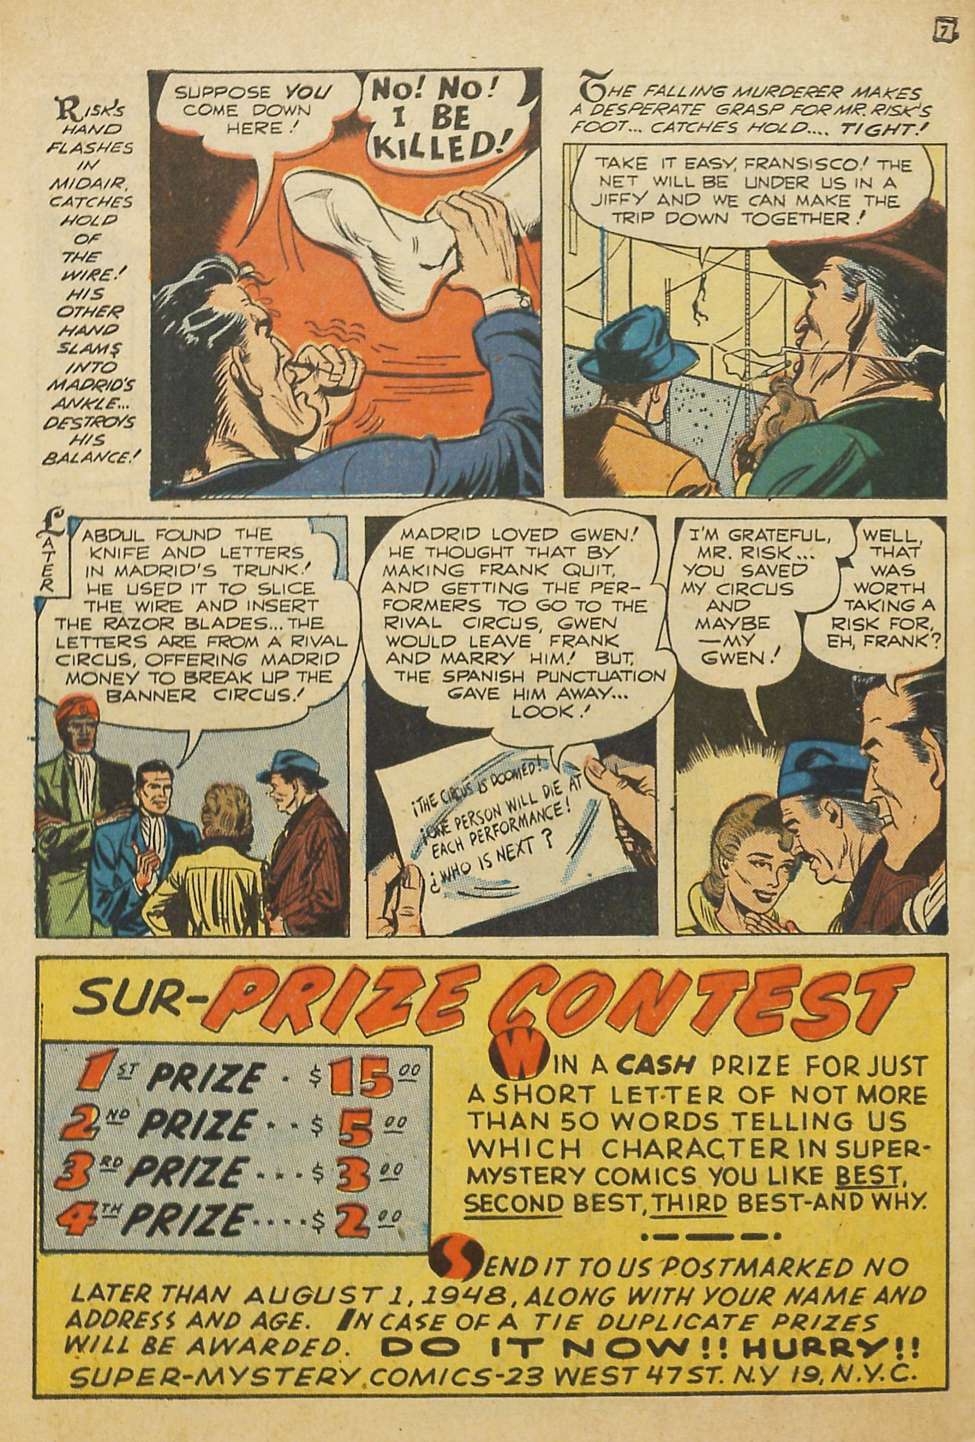 7
RISK'S
HAND
FLASHES
IN
MIDAIR,
CATCHES
HOLD
OF
THE
WIRE!
HIS
OTHER
HAND
SLAMS
INTO
MADRID'S
ANKLE...
DESTROYS
HIS
BALANCE!
SUPPOSE YOU
COME DOWN
HERE!
NO! NO!
I BE
KILLED!
THE FALLING MURDERER MAKES
A DESPERATE GRASP FOR MR. RISK'S
FOOT... CATCHES HOLD.... TIGHT!
TAKE IT EASY, FRANSISCO! THE
NET WILL BE UNDER US IN A
JIFFY AND WE CAN MAKE THE
TRIP DOWN TOGETHER!
LATER
ABDUL FOUND THE
KNIFE AND LETTERS
IN MADRID'S TRUNK!
HE USED IT TO SLICE
THE WIRE AND INSERT
THE RAZOR BLADES...THE
LETTERS ARE FROM A RIVAL
CIRCUS, OFFERING MADRID
MONEY TO BREAK UP THE
BANNER CIRCUS!
MADRID LOVED GWEN!
HE THOUGHT THAT BY
MAKING FRANK QUIT,
AND GETTING THE PER-
FORMERS TO GO TO THE
RIVAL CIRCUS, GWEN
WOULD LEAVE FRANK
AND MARRY HIM! BUT,
THE SPANISH PUNCTUATION
GAVE HIM AWAY...
LOOK!
¡THE CIRCUS IS DOOMED!
¡ONE PERSON WILL DIE AT
EACH PERFORMANCE!
¿WHO IS NEXT?
I'M GRATEFUL,
MR. RISK...
YOU SAVED
MY CIRCUS
AND
MAYBE
—MY
GWEN!
WELL,
THAT
WAS
WORTH
TAKING A
RISK FOR,
EH, FRANK?
SUR-PRIZE CONTEST
1ST PRIZE . $15 00
2ND PRIZE . . $5 00
3RD PRIZE . . . $3 00
4TH PRIZE . . . . $2 00
WIN A CASH PRIZE FOR JUST
A SHORT LETTER OF NOT MORE
THAN 50 WORDS TELLING US
WHICH CHARACTER IN SUPER-
MYSTERY COMICS YOU LIKE BEST,
SECOND BEST, THIRD BEST-AND WHY.
SEND IT TO US POSTMARKED NO
LATER THAN AUGUST 1, 1948, ALONG WITH YOUR NAME AND
ADDRESS AND AGE. IN CASE OF A TIE DUPLICATE PRIZES
WILL BE AWARDED. DO IT NOW!! HURRY!!
SUPER-MYSTERY COMICS-23 WEST 47 ST. N.Y 19, N.Y.C.